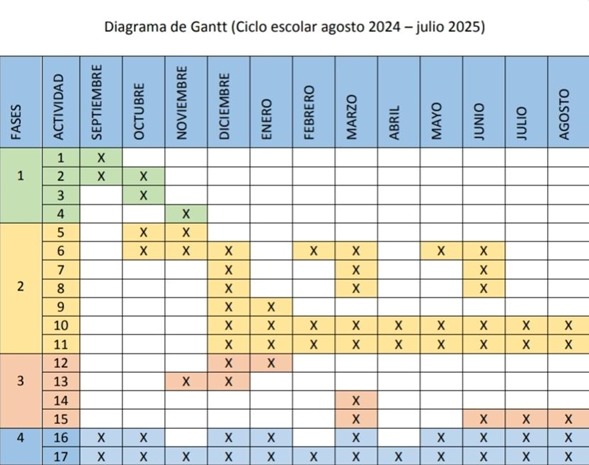 Diagrama de Gantt (Ciclo escolar agosto 2024 – julio 2025)
FASES ACTIVIDAD SEPTIEMBRE OCTUBRE NOVIEMBRE DICIEMBRE ENERO FEBRERO MARZO ABRIL MAYO JUNIO JULIO AGOSTO
1 1 X
2 X X
3 X
4 X
2 5 X X
6 X X X X X X X
7 X X X
8 X X X
9 X X
10 X X X X X X X X X
11 X X X X X X X X X
3 12 X X
13 X X
14 X
15 X X X X
4 16 X X X X X X X X X
17 X X X X X X X X X X X X